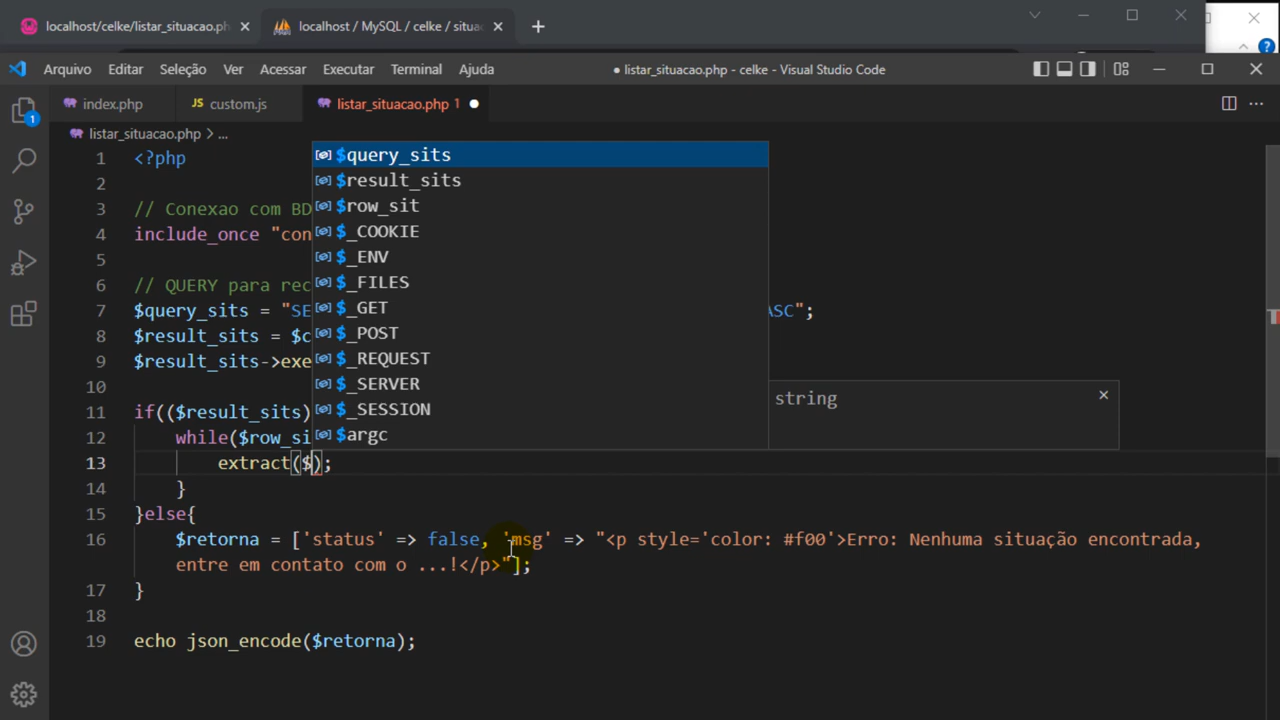 localhost/celke/listar_situacao.ph
localhost / MySQL / celke / situa
Arquivo Editar Seleção Ver Acessar Executar Terminal Ajuda
● listar_situacao.php - celke - Visual Studio Code
index.php
JS custom.js
listar_situacao.php 1
listar_situacao.php > ...
1 <?php
2
3 // Conexao com BD
4 include_once "con
5
6 // QUERY para rec
7 $query_sits = "SE ASC";
8 $result_sits = $c
9 $result_sits->exe
10
11 if(($result_sits)
12 while($row_si
13 extract($);
14 }
15 }else{
16 $retorna = ['status' => false, 'msg' => "<p style='color: #f00'>Erro: Nenhuma situação encontrada,
entre em contato com o ...!</p>"];
17 }
18
19 echo json_encode($retorna);
$query_sits
$result_sits
$row_sit
$_COOKIE
$_ENV
$_FILES
$_GET
$_POST
$_REQUEST
$_SERVER
$_SESSION
$argc
string
1